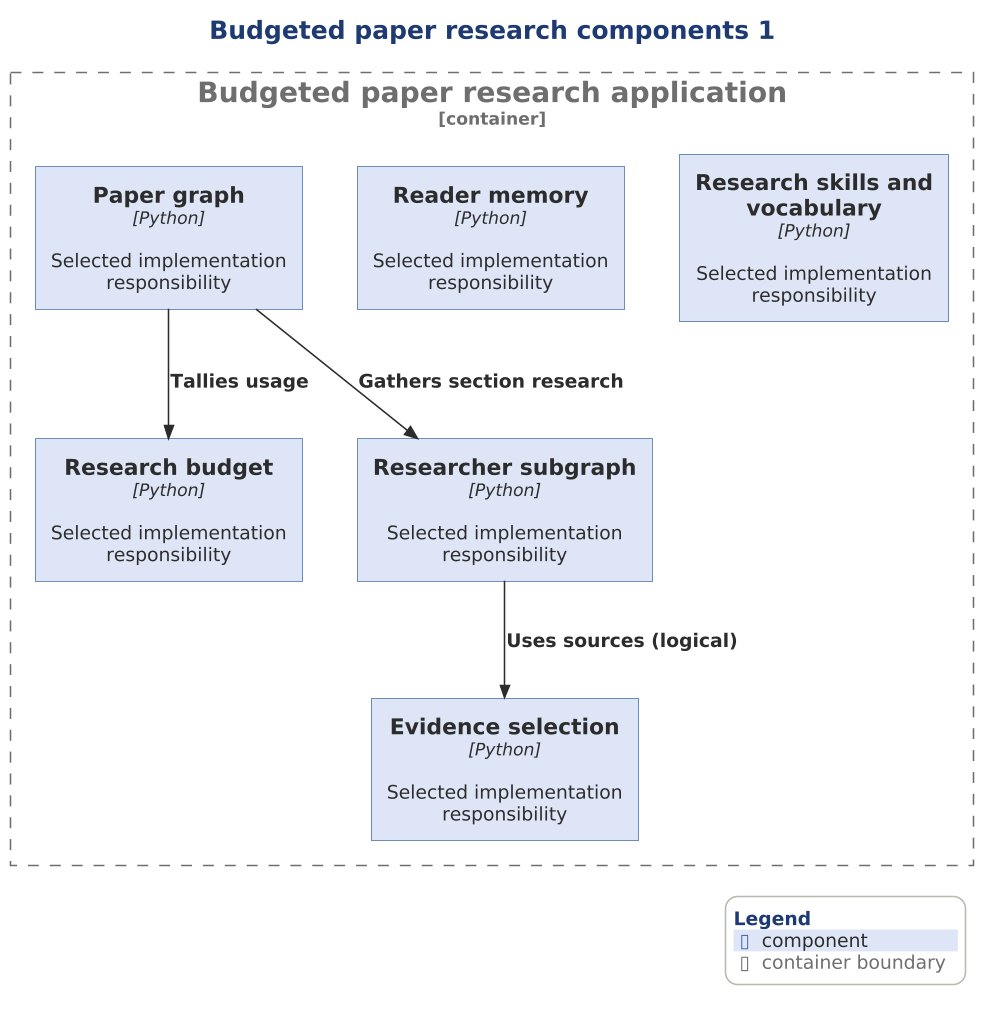 Budgeted paper research components 1
Budgeted paper research application
[container]
Paper graph
[Python]
Selected implementation
responsibility
Reader memory
[Python]
Selected implementation
responsibility
Research skills and
vocabulary
[Python]
Selected implementation
responsibility
Tallies usage
Gathers section research
Research budget
[Python]
Selected implementation
responsibility
Researcher subgraph
[Python]
Selected implementation
responsibility
Uses sources (logical)
Evidence selection
[Python]
Selected implementation
responsibility
Legend
component
container boundary